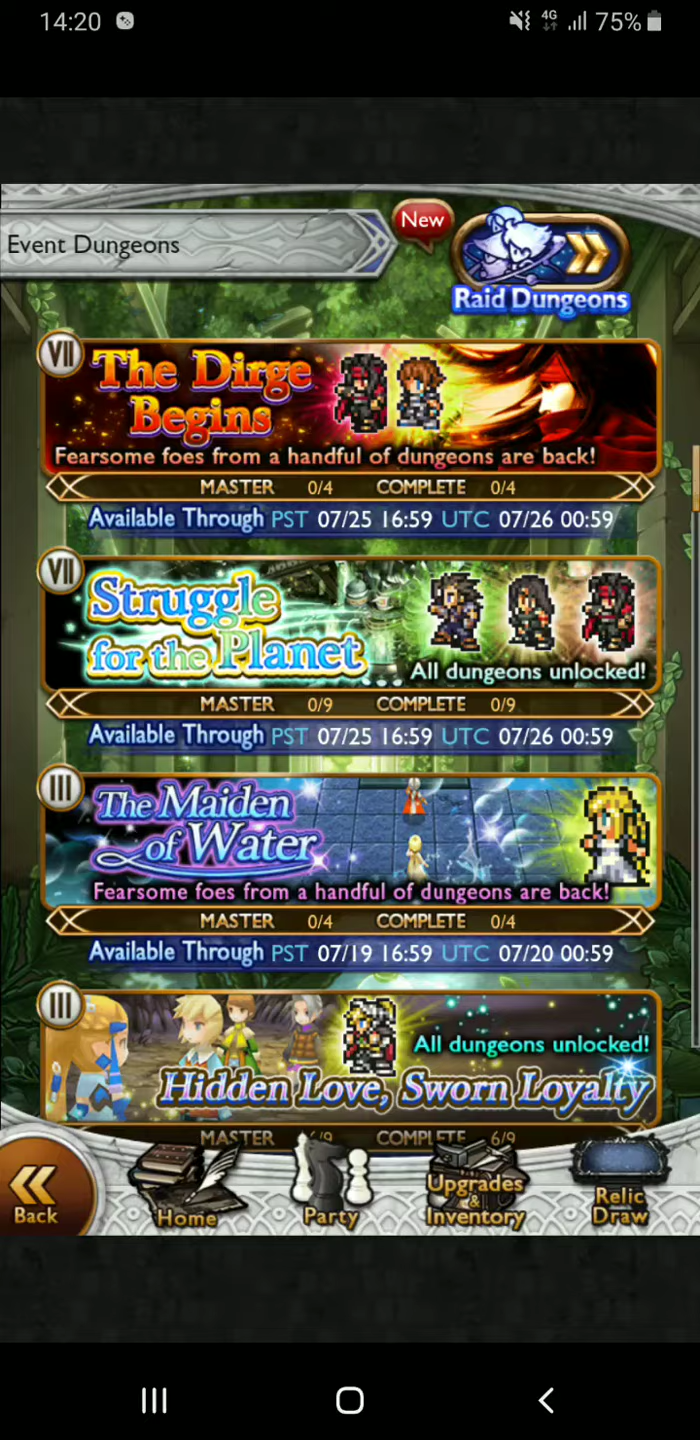 14:20
4G
75%
New
Event Dungeons
Raid Dungeons
VII
The Dirge
Begins
Fearsome foes from a handful of dungeons are back!
MASTER 0/4 COMPLETE 0/4
Available Through PST 07/25 16:59 UTC 07/26 00:59
VII
Struggle
for the Planet
All dungeons unlocked!
MASTER 0/9 COMPLETE 0/9
Available Through PST 07/25 16:59 UTC 07/26 00:59
III
The Maiden
of Water
Fearsome foes from a handful of dungeons are back!
MASTER 0/4 COMPLETE 0/4
Available Through PST 07/19 16:59 UTC 07/20 00:59
III
All dungeons unlocked!
Hidden Love, Sworn Loyalty
MASTER /9 COMPLETE 6/9
Back
Home
Party
Upgrades
&
Inventory
Relic
Draw